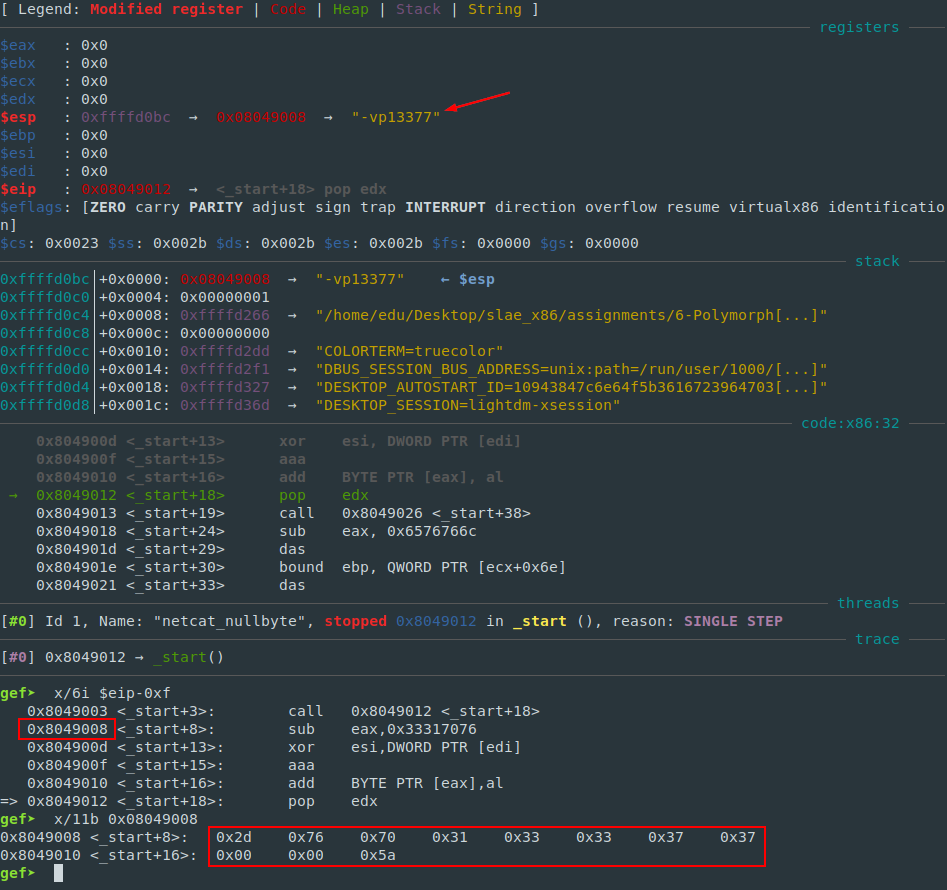 [ Legend: Modified register | Code | Heap | Stack | String ]
registers
$eax   : 0x0
$ebx   : 0x0
$ecx   : 0x0
$edx   : 0x0
$esp   : 0xffffd0bc  →  0x08049008  →  "-vp13377"
$ebp   : 0x0
$esi   : 0x0
$edi   : 0x0
$eip   : 0x08049012  →  <_start+18> pop edx
$eflags: [ZERO carry PARITY adjust sign trap INTERRUPT direction overflow resume virtualx86 identificatio
n]
$cs: 0x0023 $ss: 0x002b $ds: 0x002b $es: 0x002b $fs: 0x0000 $gs: 0x0000
stack
0xffffd0bc│+0x0000: 0x08049008  →  "-vp13377"    ← $esp
0xffffd0c0│+0x0004: 0x00000001
0xffffd0c4│+0x0008: 0xffffd266  →  "/home/edu/Desktop/slae_x86/assignments/6-Polymorph[...]"
0xffffd0c8│+0x000c: 0x00000000
0xffffd0cc│+0x0010: 0xffffd2dd  →  "COLORTERM=truecolor"
0xffffd0d0│+0x0014: 0xffffd2f1  →  "DBUS_SESSION_BUS_ADDRESS=unix:path=/run/user/1000/[...]"
0xffffd0d4│+0x0018: 0xffffd327  →  "DESKTOP_AUTOSTART_ID=10943847c6e64f5b3616723964703[...]"
0xffffd0d8│+0x001c: 0xffffd36d  →  "DESKTOP_SESSION=lightdm-xsession"
code:x86:32
0x804900d <_start+13>      xor    esi, DWORD PTR [edi]
0x804900f <_start+15>      aaa
0x8049010 <_start+16>      add    BYTE PTR [eax], al
→  0x8049012 <_start+18>      pop    edx
0x8049013 <_start+19>      call   0x8049026 <_start+38>
0x8049018 <_start+24>      sub    eax, 0x6576766c
0x804901d <_start+29>      das
0x804901e <_start+30>      bound  ebp, QWORD PTR [ecx+0x6e]
0x8049021 <_start+33>      das
threads
[#0] Id 1, Name: "netcat_nullbyte", stopped 0x8049012 in _start (), reason: SINGLE STEP
trace
[#0] 0x8049012 → _start()
gef➤  x/6i $eip-0xf
0x8049003 <_start+3>:        call   0x8049012 <_start+18>
0x8049008 <_start+8>:        sub    eax,0x33317076
0x804900d <_start+13>:       xor    esi,DWORD PTR [edi]
0x804900f <_start+15>:       aaa
0x8049010 <_start+16>:       add    BYTE PTR [eax],al
=> 0x8049012 <_start+18>:       pop    edx
gef➤  x/11b 0x08049008
0x8049008 <_start+8>:   0x2d    0x76    0x70    0x31    0x33    0x33    0x37    0x37
0x8049010 <_start+16>:  0x00    0x00    0x5a
gef➤